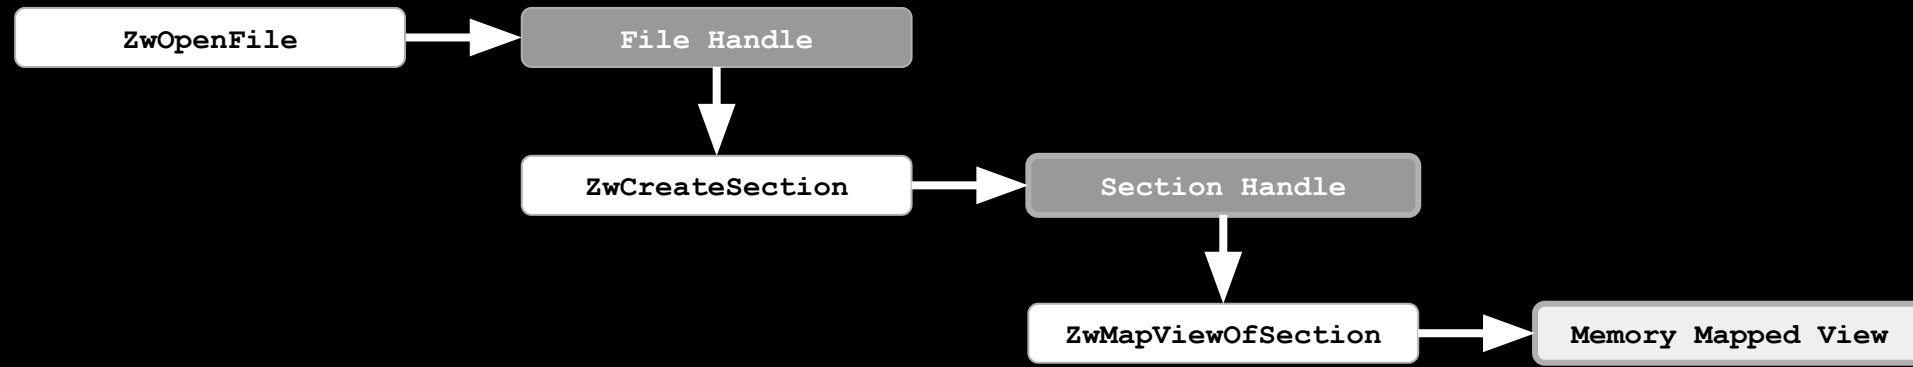 ZwOpenFile
File Handle
ZwCreateSection
Section Handle
ZwMapViewOfSection
Memory Mapped View